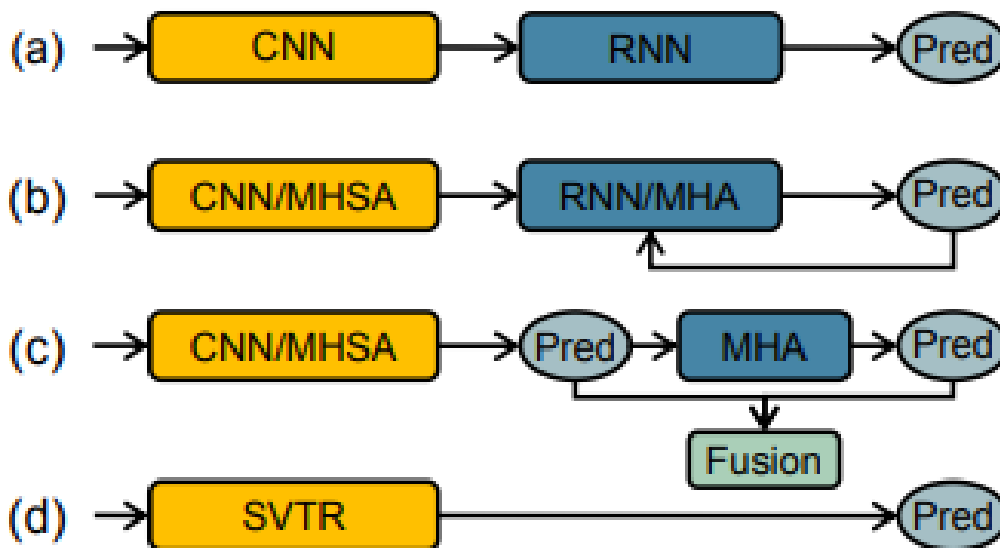 (a) CNN RNN Pred
(b) CNN/MHSA RNN/MHA Pred
(c) CNN/MHSA Pred MHA Pred
Fusion
(d) SVTR Pred